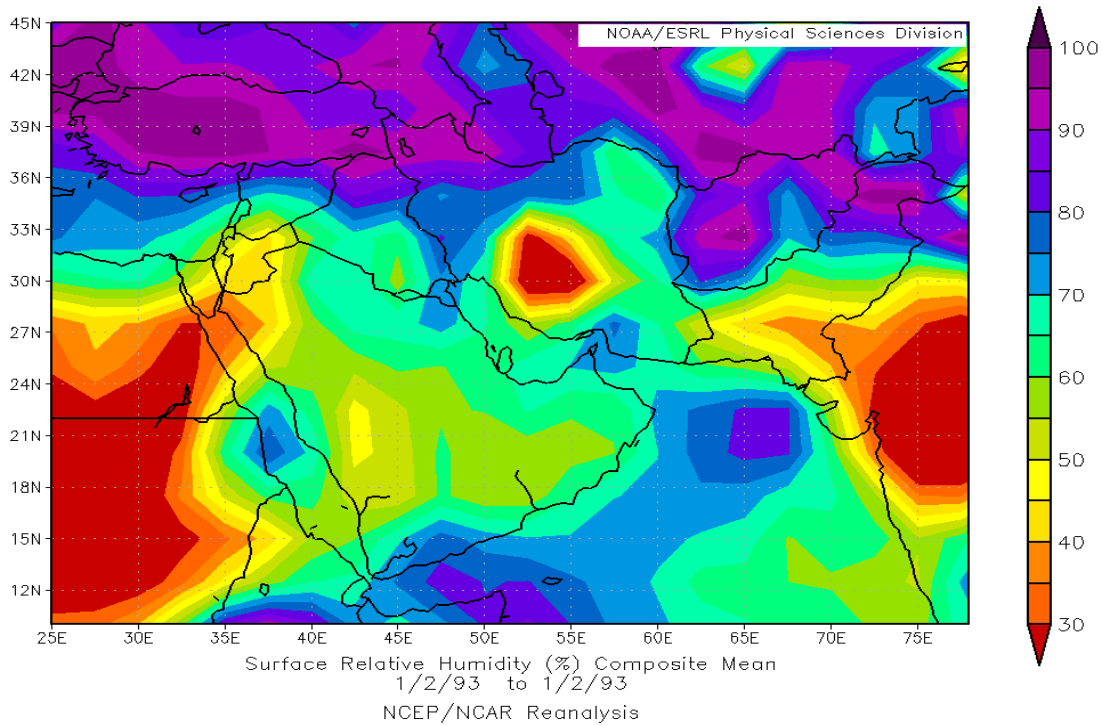 NOAA/ESRL Physical Sciences Division
45N
42N
39N
36N
33N
30N
27N
24N
21N
18N
15N
12N
25E 30E 35E 40E 45E 50E 55E 60E 65E 70E 75E
100
90
80
70
60
50
40
30
Surface Relative Humidity (%) Composite Mean
1/2/93 to 1/2/93
NCEP/NCAR Reanalysis